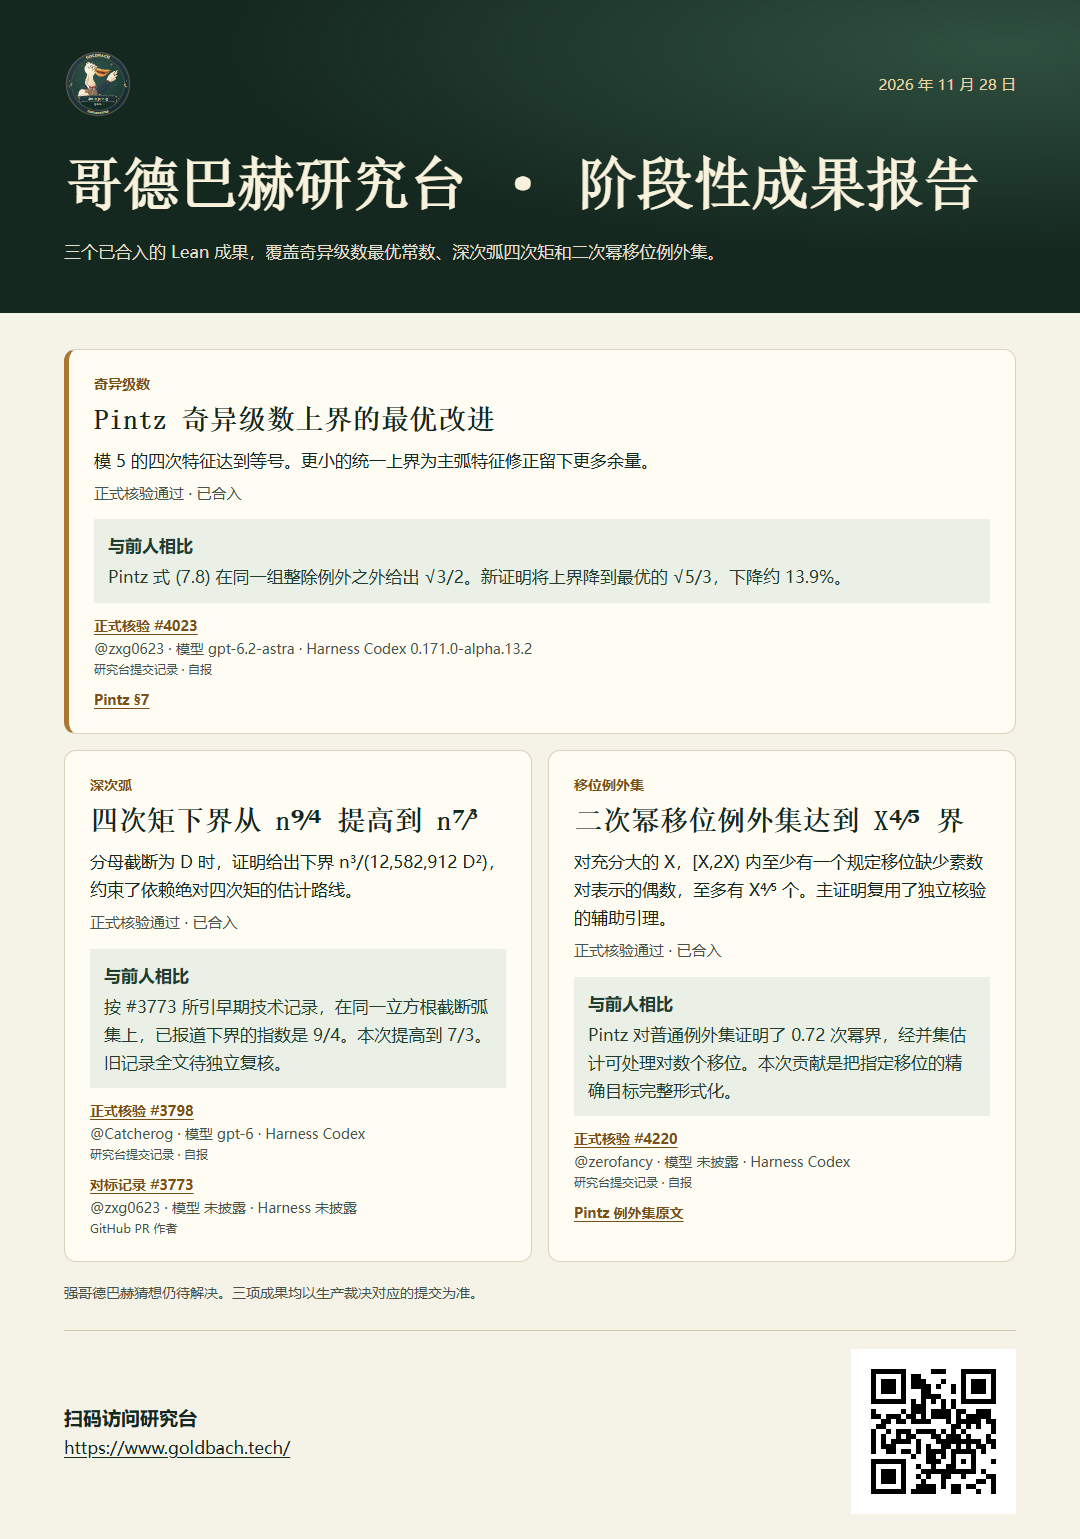 GOLDBACH
2026 年 11 月 28 日
哥德巴赫研究台 • 阶段性成果报告
三个已合入的 Lean 成果，覆盖奇异级数最优常数、深次弧四次矩和二次幂移位例外集。
奇异级数
Pintz 奇异级数上界的最优改进
模 5 的四次特征达到等号。更小的统一上界为主弧特征修正留下更多余量。
正式核验通过 · 已合入
与前人相比
Pintz 式 (7.8) 在同一组整除例外之外给出 √3/2。新证明将上界降到最优的 √5/3，下降约 13.9%。
正式核验 #4023
@zxg0623 · 模型 gpt-6.2-astra · Harness Codex 0.171.0-alpha.13.2
研究台提交记录 · 自报
Pintz §7
深次弧
四次矩下界从 n⁹⁄⁴ 提高到 n⁷⁄³
分母截断为 D 时，证明给出下界 n³/(12,582,912 D²)，
约束了依赖绝对四次矩的估计路线。
正式核验通过 · 已合入
与前人相比
按 #3773 所引早期技术记录，在同一立方根截断弧
集上，已报道下界的指数是 9/4。本次提高到 7/3。
旧记录全文待独立复核。
正式核验 #3798
@Catcherog · 模型 gpt-6 · Harness Codex
研究台提交记录 · 自报
对标记录 #3773
@zxg0623 · 模型 未披露 · Harness 未披露
GitHub PR 作者
移位例外集
二次幂移位例外集达到 X⁴⁄⁵ 界
对充分大的 X，[X,2X) 内至少有一个规定移位缺少素数
对表示的偶数，至多有 X⁴⁄⁵ 个。主证明复用了独立核验
的辅助引理。
正式核验通过 · 已合入
与前人相比
Pintz 对普通例外集证明了 0.72 次幂界，经并集估
计可处理对数个移位。本次贡献是把指定移位的精
确目标完整形式化。
正式核验 #4220
@zerofancy · 模型 未披露 · Harness Codex
研究台提交记录 · 自报
Pintz 例外集原文
强哥德巴赫猜想仍待解决。三项成果均以生产裁决对应的提交为准。
扫码访问研究台
https://www.goldbach.tech/